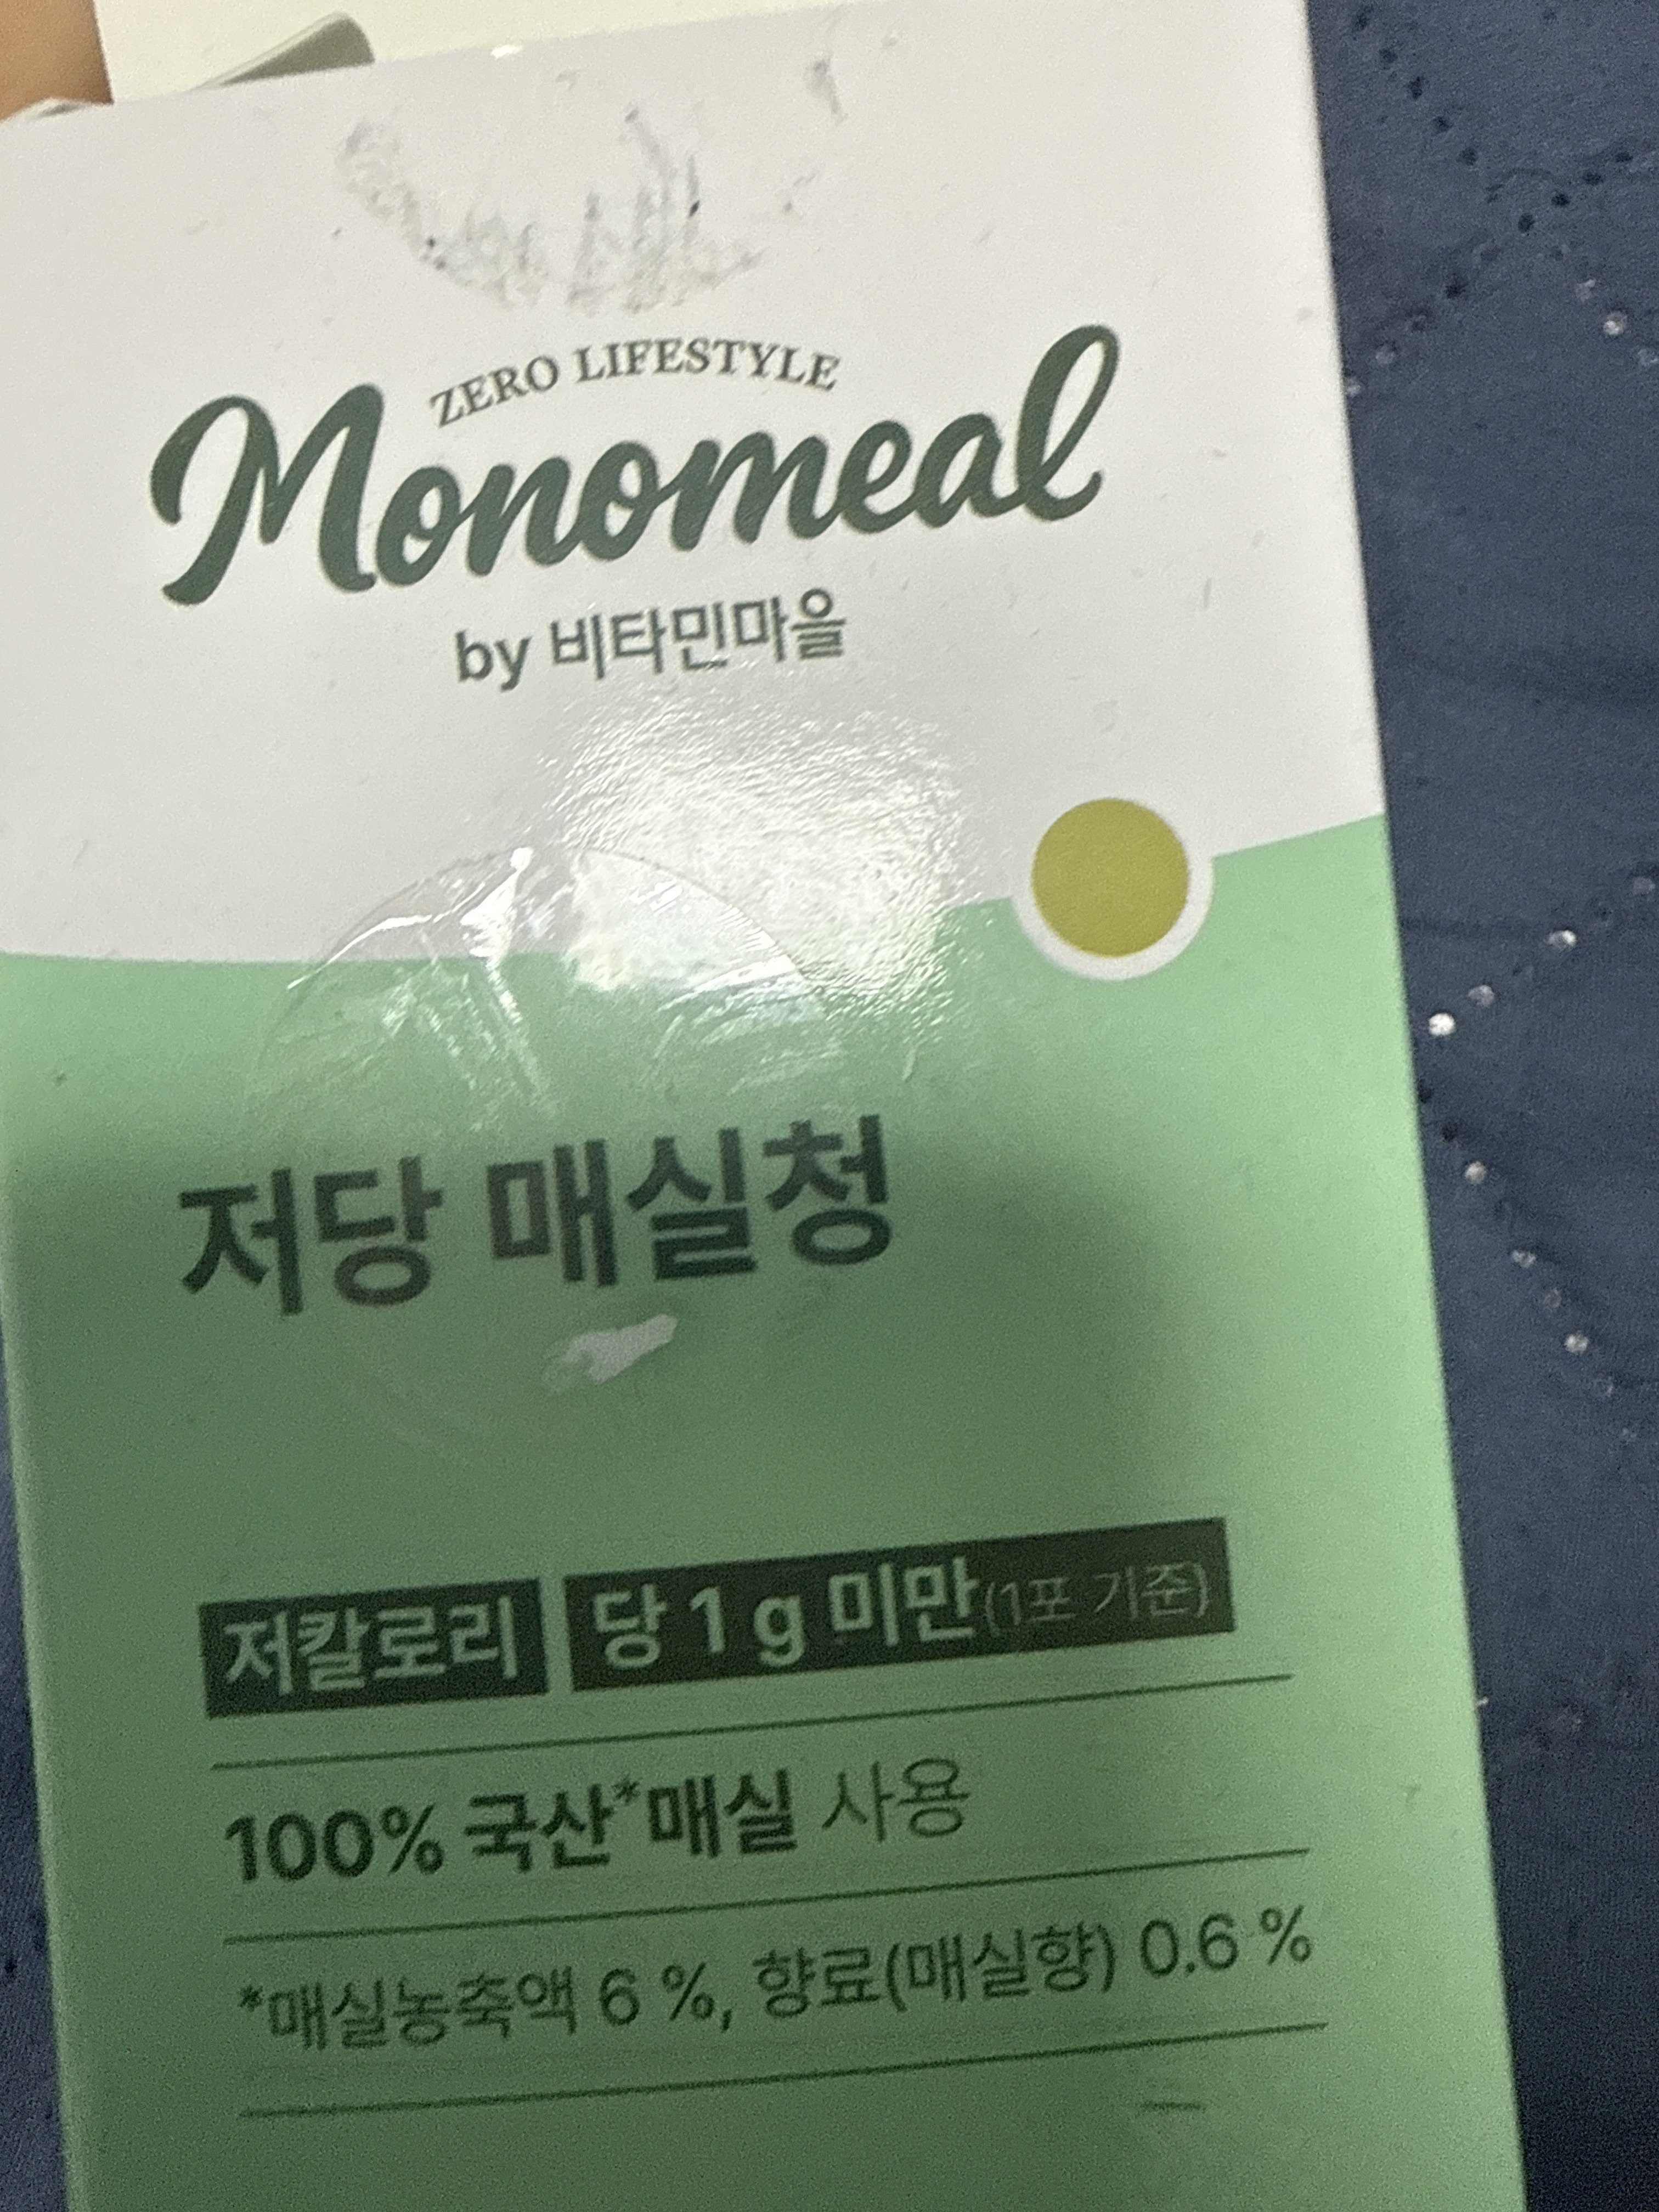 ZERO LIFESTYLE
Monomeal
by 비타민마을
저당 매실청
저칼로리 당 1 g 미만(1포 기준)
100% 국산*매실 사용
*매실농축액 6 %, 향료(매실향) 0.6 %